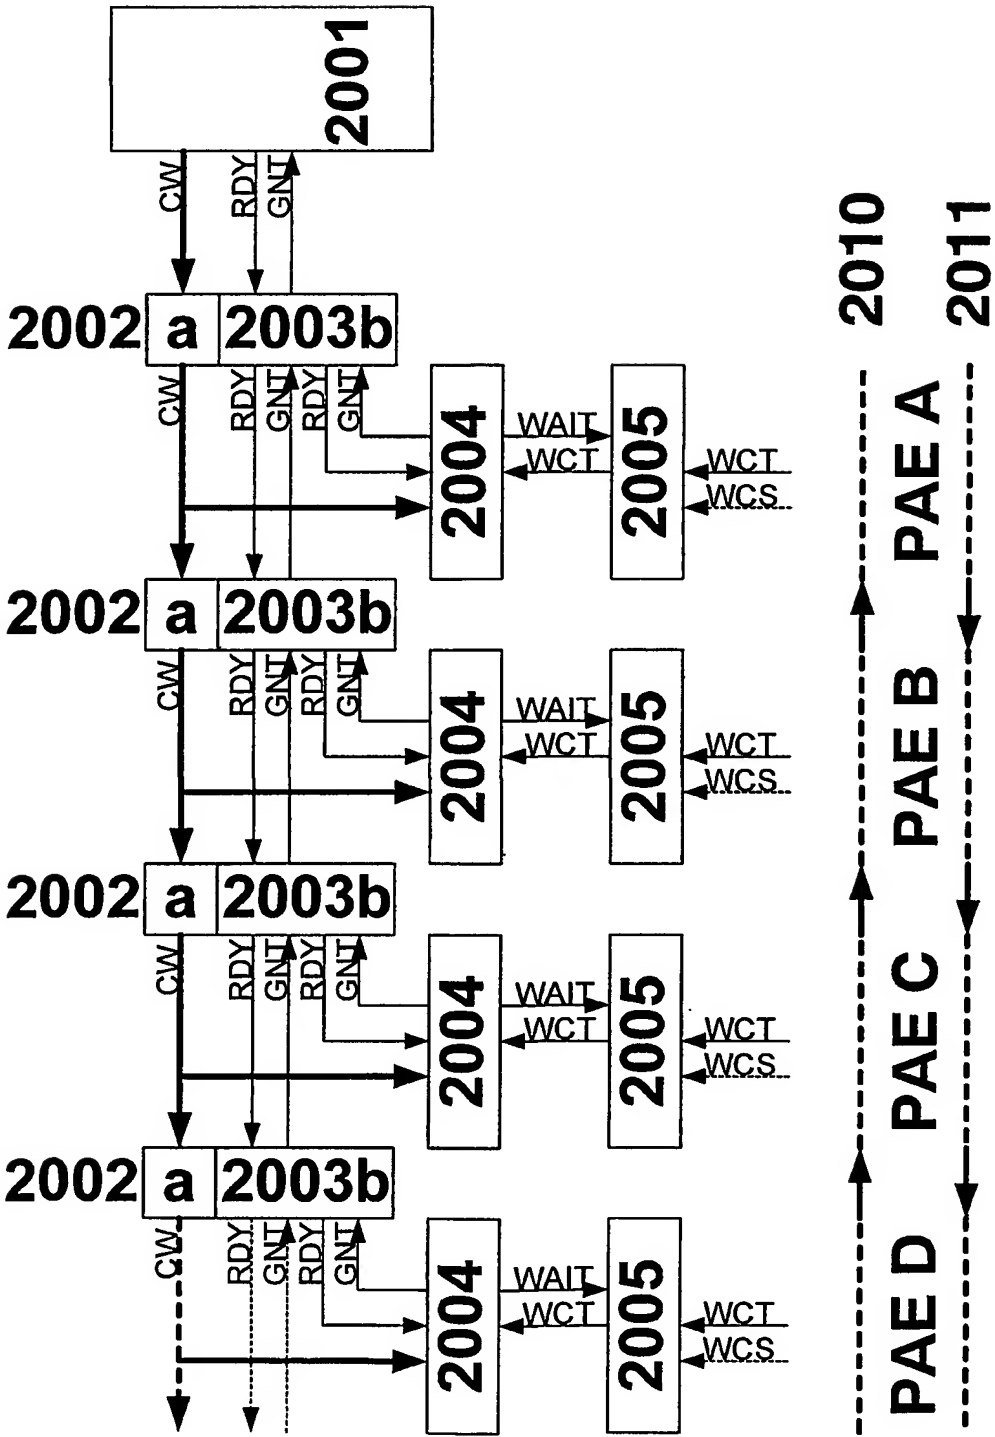 2001
CW RDY GNT
2002 a 2003b
CW RDY GNT RDY GNT
2004 WAIT WCT 2005 WCT WCS
2002 a 2003b
CW RDY GNT RDY GNT
2004 WAIT WCT 2005 WCT WCS
2002 a 2003b
CW RDY GNT RDY GNT
2004 WAIT WCT 2005 WCT WCS
2002 a 2003b
CW RDY GNT RDY GNT
2004 WAIT WCT 2005 WCT WCS
2010
PAE D PAE C PAE B PAE A
2011